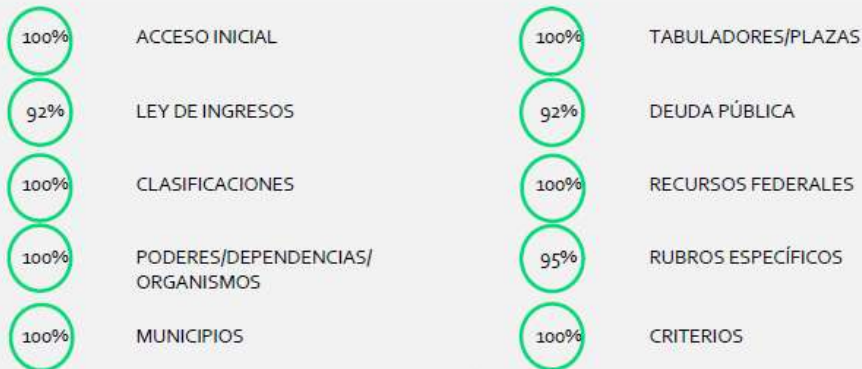 100% ACCESO INICIAL
92% LEY DE INGRESOS
100% CLASIFICACIONES
100% PODERES/DEPENDENCIAS/
ORGANISMOS
100% MUNICIPIOS
100% TABULADORES/PLAZAS
92% DEUDA PÚBLICA
100% RECURSOS FEDERALES
95% RUBROS ESPECÍFICOS
100% CRITERIOS